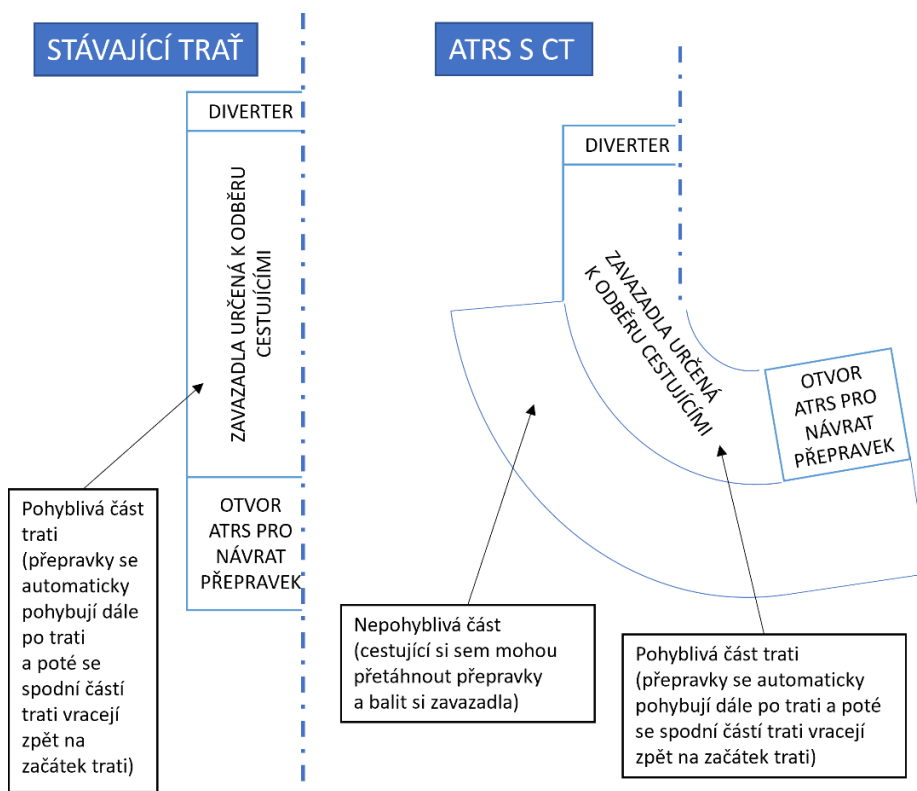 STÁVAJÍCÍ TRAŤ
DIVERTER
ZAVAZADLA URČENÁ K ODBĚRU
CESTUJÍCÍMI
OTVOR
ATRS PRO
NÁVRAT
PŘEPRAVEK
Pohyblivá část
trati
(přepravky se
automaticky
pohybují dále
po trati
a poté se
spodní částí
trati vracejí
zpět na
začátek trati)
ATRS S CT
DIVERTER
ZAVAZADLA URČENÁ
K ODBĚRU CESTUJÍCÍMI
OTVOR
ATRS PRO
NÁVRAT
PŘEPRAVEK
Nepohyblivá část
(cestující si sem mohou
přetáhnout přepravky
a balit si zavazadla)
Pohyblivá část trati
(přepravky se automaticky
pohybují dále po trati a poté
se spodní částí trati vracejí
zpět na začátek trati)